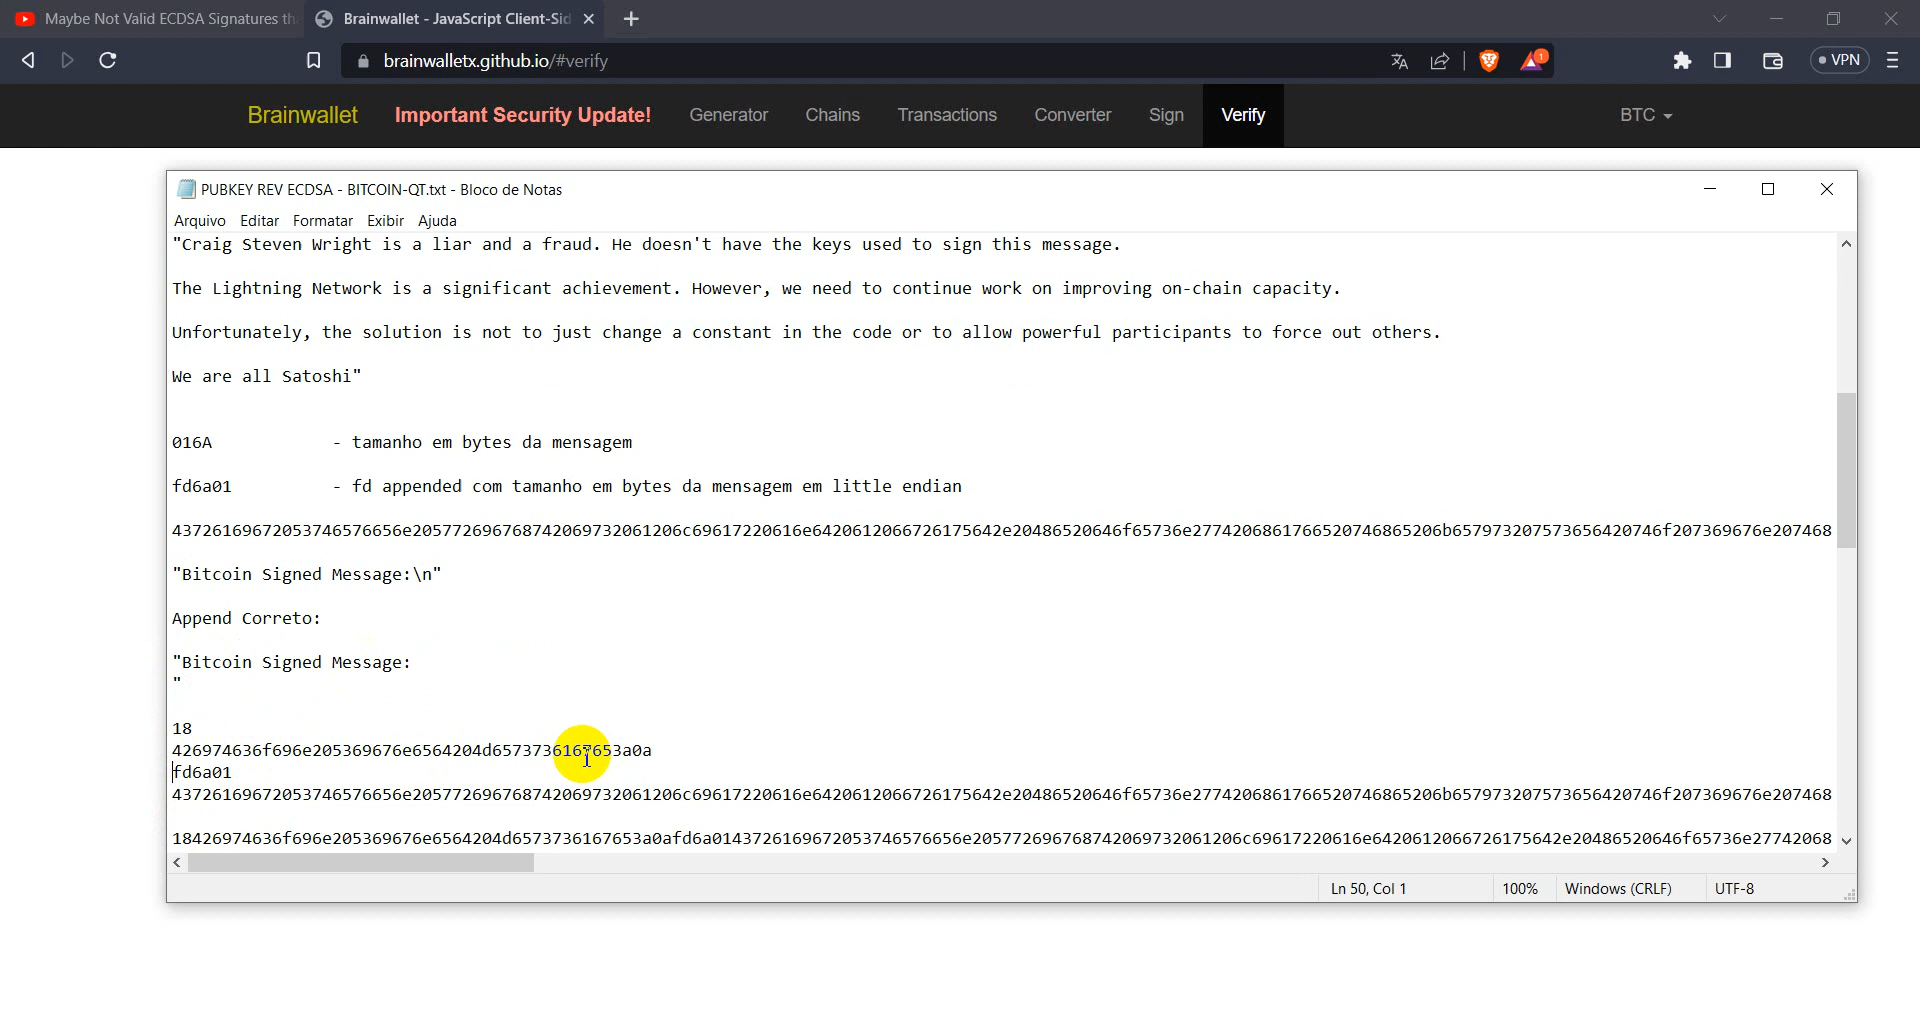 Maybe Not Valid ECDSA Signatures th
Brainwallet - JavaScript Client-Sid
brainwalletx.github.io/#verify
1
VPN
Brainwallet
Important Security Update!
Generator
Chains
Transactions
Converter
Sign
Verify
BTC
PUBKEY REV ECDSA - BITCOIN-QT.txt - Bloco de Notas
Arquivo Editar Formatar Exibir Ajuda
"Craig Steven Wright is a liar and a fraud. He doesn't have the keys used to sign this message.
The Lightning Network is a significant achievement. However, we need to continue work on improving on-chain capacity.
Unfortunately, the solution is not to just change a constant in the code or to allow powerful participants to force out others.
We are all Satoshi"
016A - tamanho em bytes da mensagem
fd6a01 - fd appended com tamanho em bytes da mensagem em little endian
43726169672053746576656e205772696768742069732061206c69617220616e6420612066726175642e20486520646f65736e277420686176652074686520 6b657973207573656420746f207369676e207468
"Bitcoin Signed Message:\n"
Append Correto:
"Bitcoin Signed Message:
"
18
426974636f696e205369676e6564204d6573736167653a0a
fd6a01
43726169672053746576656e205772696768742069732061206c69617220616e6420612066726175642e20486520646f65736e2774206861766520746865206b657973207573656420746f207369676e207468
18426974636f696e205369676e6564204d6573736167653a0afd6a0143726169672053746576656e205772696768742069732061206c69617220616e6420612066726175642e20486520646f65736e27742068
Ln 50, Col 1
100%
Windows (CRLF)
UTF-8